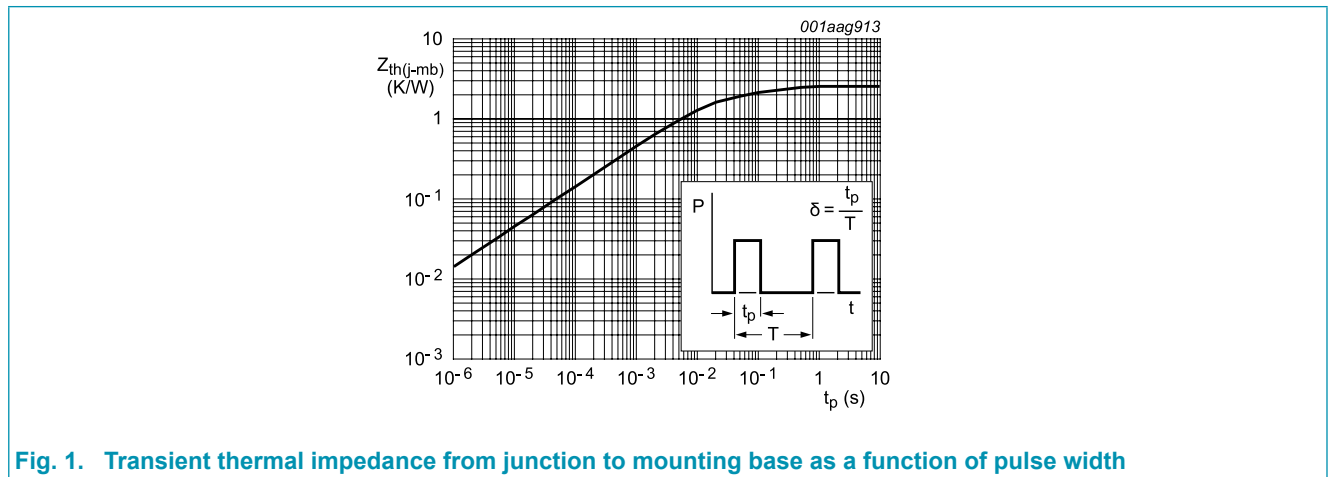 001aag913
10
Zth(j-mb)
(K/W)
1
10-1
10-2
10-3
P
δ = tp
T
tp
T
t
10-6 10-5 10-4 10-3 10-2 10-1 1 10
tp (s)
Fig. 1. Transient thermal impedance from junction to mounting base as a function of pulse width